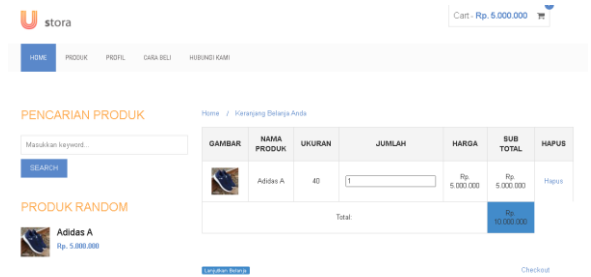 U stora
Cart - Rp. 5.000.000
HOME PRODUK PROFIL CARA BELI HUBUNGI KAMI
PENCARIAN PRODUK
Home / Keranjang Belanja Anda
Masukkan keyword...
SEARCH
GAMBAR NAMA PRODUK UKURAN JUMLAH HARGA SUB TOTAL HAPUS
Adidas A 40 1 Rp. 5.000.000 Rp. 5.000.000 Hapus
Total: Rp. 10.000.000
PRODUK RANDOM
Adidas A
Rp. 5.000.000
Lanjutkan Belanja Checkout